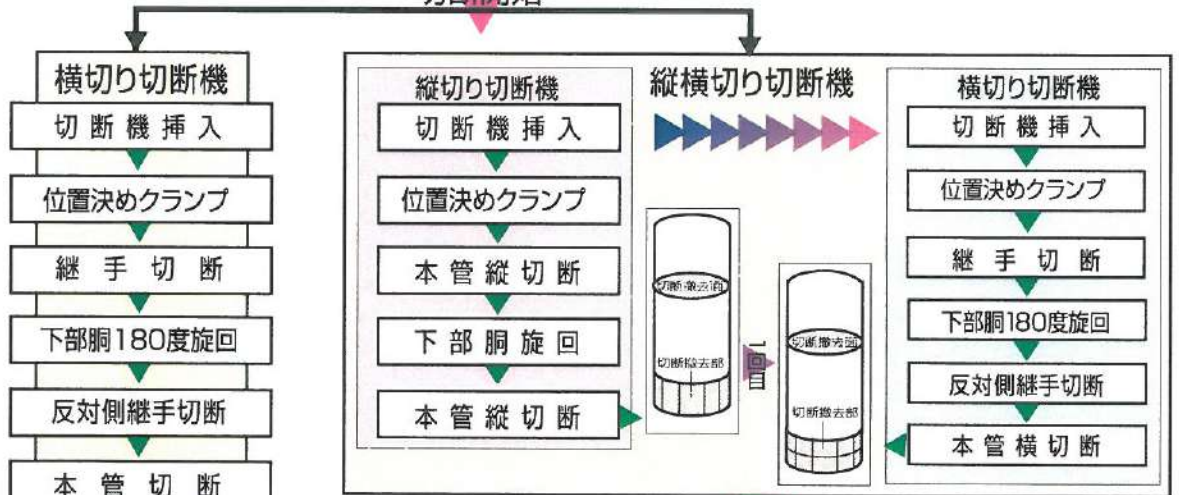 横切り切断機
切断機挿入
位置決めクランプ
継手切断
下部胴180度旋回
反対側継手切断
本管切断
縦横切り切断機
縦切り切断機
切断機挿入
位置決めクランプ
本管縦切断
下部胴旋回
本管縦切断
切断撤去面
切断撤去部
1回目
切断撤去面
切断撤去部
横切り切断機
切断機挿入
位置決めクランプ
継手切断
下部胴180度旋回
反対側継手切断
本管横切断